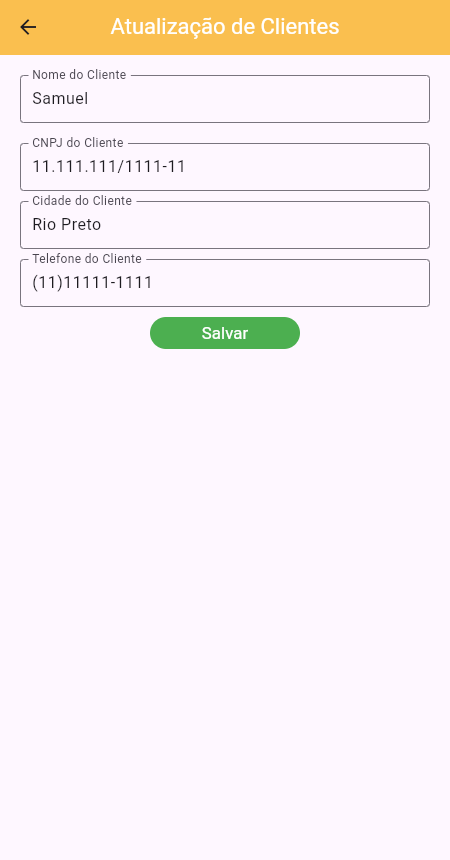 Atualização de Clientes
Nome do Cliente
Samuel
CNPJ do Cliente
11.111.111/1111-11
Cidade do Cliente
Rio Preto
Telefone do Cliente
(11)11111-1111
Salvar